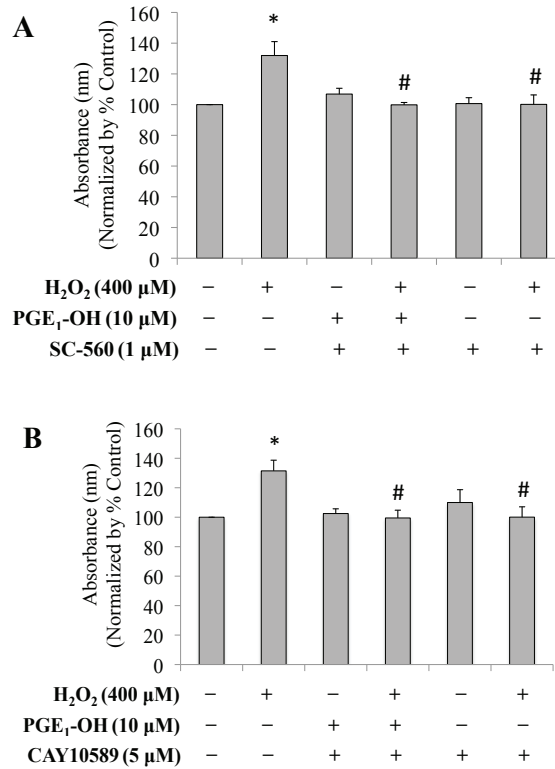 A
Absorbance (nm)
(Normalized by % Control)
160
140
120
100
80
60
40
20
0
*
#
#
H₂O₂ (400 µM) − + − + − +
PGE₁-OH (10 µM) − − + + − −
SC-560 (1 µM) − − + + + +
B
Absorbance (nm)
(Normalized by % Control)
160
140
120
100
80
60
40
20
0
*
#
#
H₂O₂ (400 µM) − + − + − +
PGE₁-OH (10 µM) − − + + − −
CAY10589 (5 µM) − − + + + +